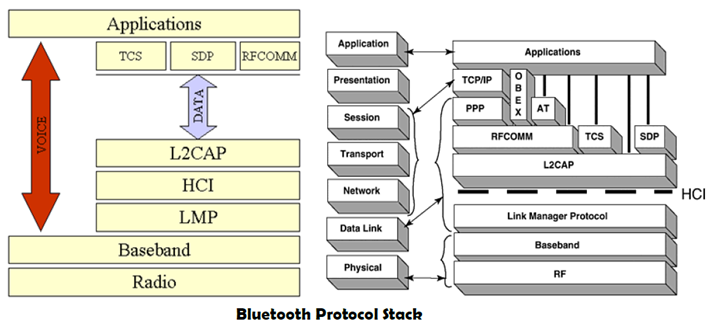 Applications
TCS SDP RFCOMM
VOICE
DATA
L2CAP
HCI
LMP
Baseband
Radio
Application
Presentation
Session
Transport
Network
Data Link
Physical
Applications
TCP/IP
OBEX
PPP
AT
RFCOMM
TCS
SDP
L2CAP
HCI
Link Manager Protocol
Baseband
RF
Bluetooth Protocol Stack